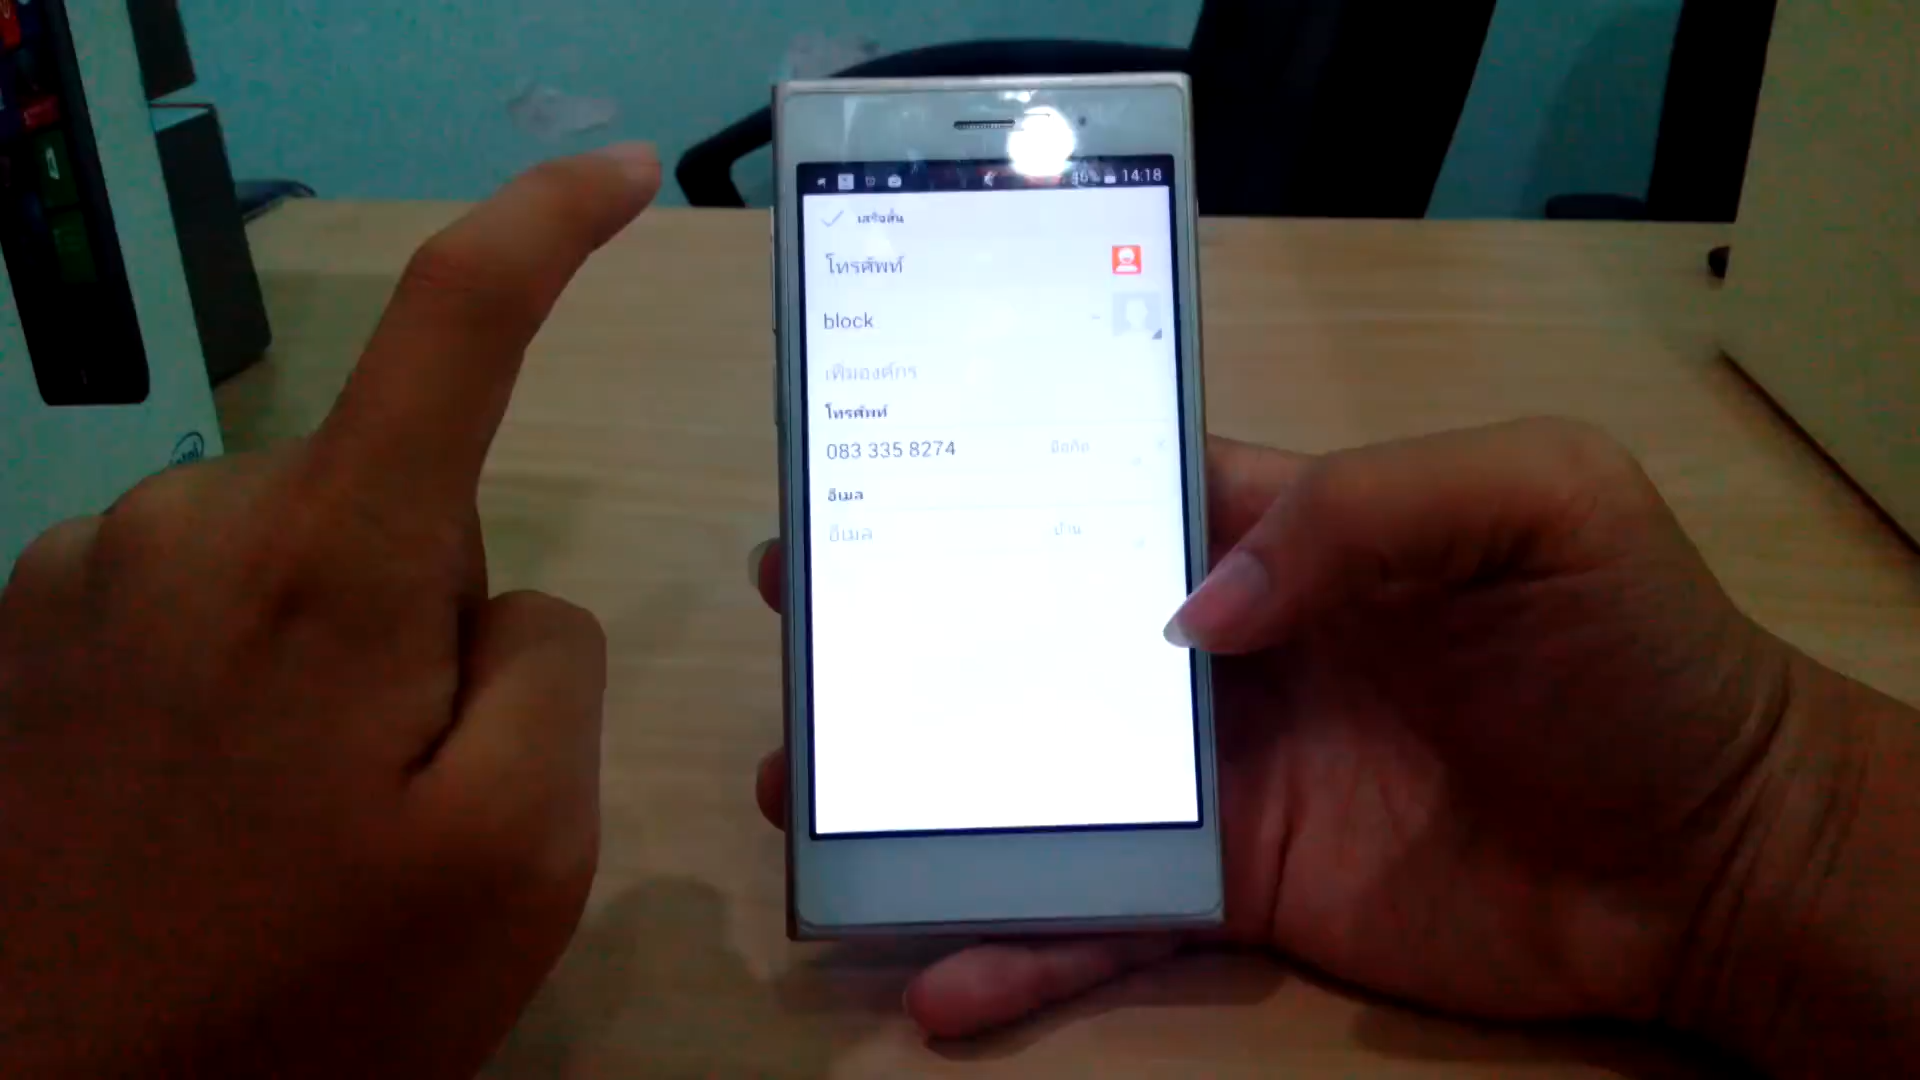 46% 14:18
เสร็จสิ้น
โทรศัพท์
block
เพิ่มองค์กร
โทรศัพท์
083 335 8274 มือถือ
อีเมล
อีเมล บ้าน
intel